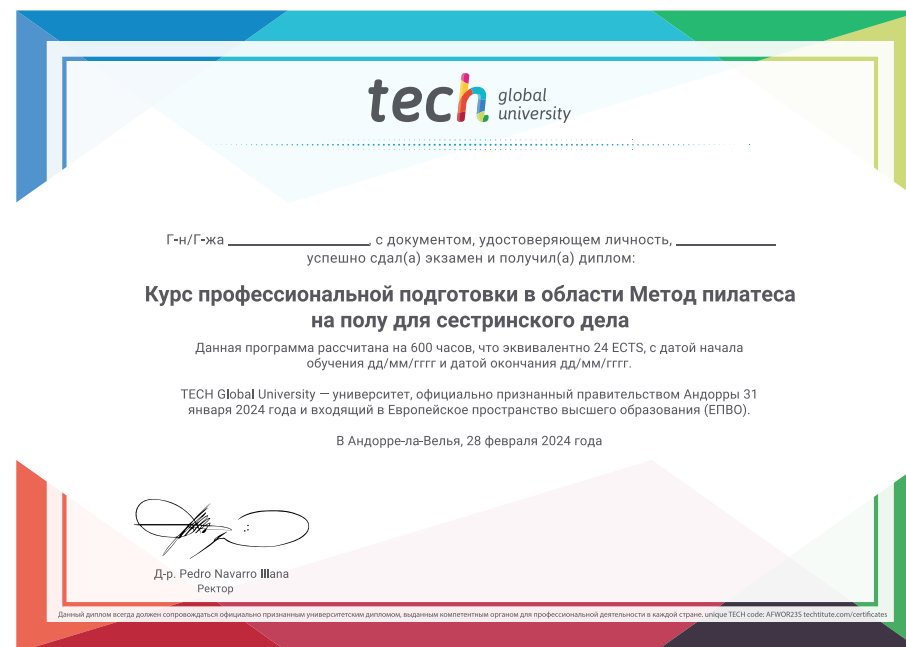 tech global university
Г-н/Г-жа ____________________, с документом, удостоверяющем личность, ______________
успешно сдал(а) экзамен и получил(а) диплом:
Курс профессиональной подготовки в области Метод пилатеса
на полу для сестринского дела
Данная программа рассчитана на 600 часов, что эквивалентно 24 ECTS, с датой начала
обучения дд/мм/гггг и датой окончания дд/мм/гггг.
TECH Global University — университет, официально признанный правительством Андорры 31
января 2024 года и входящий в Европейское пространство высшего образования (ЕПВО).
В Андорре-ла-Велья, 28 февраля 2024 года
Д-р. Pedro Navarro Illana
Ректор
Данный диплом всегда должен сопровождаться официально признанным университетским дипломом, выданным компетентным органом для профессиональной деятельности в каждой стране. unique TECH code: AFWOR23S techtitute.com/certificates